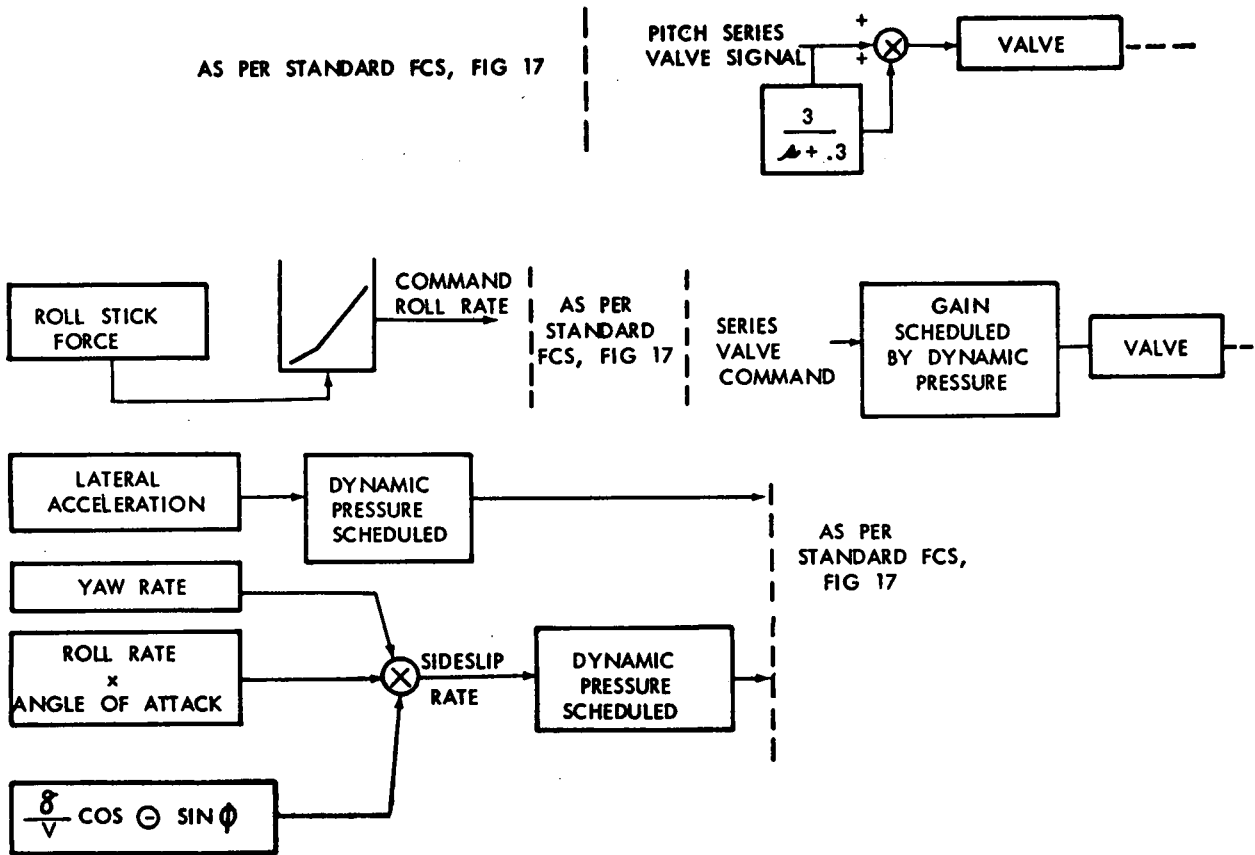 AS PER STANDARD FCS, FIG 17
PITCH SERIES
VALVE SIGNAL
+
+
VALVE
3
s + .3
ROLL STICK
FORCE
COMMAND
ROLL RATE
AS PER
STANDARD
FCS, FIG 17
SERIES
VALVE
COMMAND
GAIN
SCHEDULED
BY DYNAMIC
PRESSURE
VALVE
LATERAL
ACCELERATION
DYNAMIC
PRESSURE
SCHEDULED
AS PER
STANDARD FCS,
FIG 17
YAW RATE
ROLL RATE
x
ANGLE OF ATTACK
SIDESLIP
RATE
DYNAMIC
PRESSURE
SCHEDULED
g
V COS Θ SIN ϕ